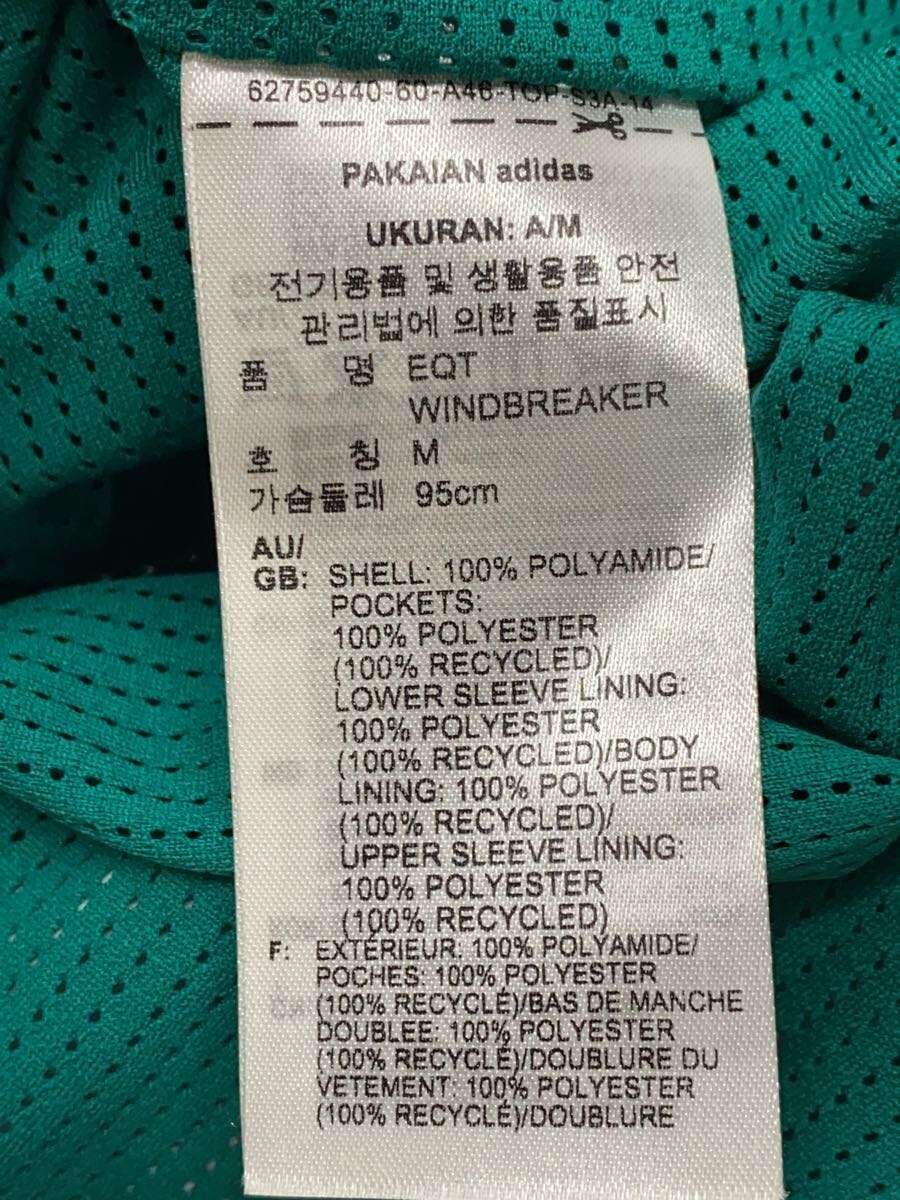 62759440-60-A46-TOP-S3A-14
PAKAIAN adidas
UKURAN: A/M
전기용품 및 생활용품 안전
관리법에 의한 품질표시
품 명 EQT
WINDBREAKER
호 칭 M
가슴둘레 95cm
AU/
GB: SHELL: 100% POLYAMIDE/
POCKETS:
100% POLYESTER
(100% RECYCLED)/
LOWER SLEEVE LINING:
100% POLYESTER
(100% RECYCLED)/BODY
LINING: 100% POLYESTER
(100% RECYCLED)/
UPPER SLEEVE LINING:
100% POLYESTER
(100% RECYCLED)
F: EXTÉRIEUR: 100% POLYAMIDE/
POCHES: 100% POLYESTER
(100% RECYCLÉ)/BAS DE MANCHE
DOUBLEE: 100% POLYESTER
(100% RECYCLÉ)/DOUBLURE DU
VETEMENT: 100% POLYESTER
(100% RECYCLÉ)/DOUBLURE